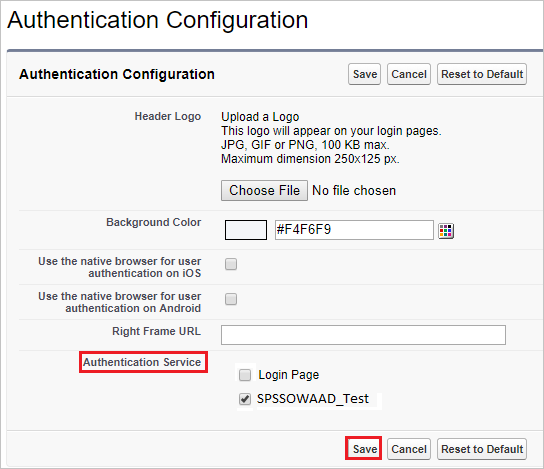 Authentication Configuration
Authentication Configuration
Save Cancel Reset to Default
Header Logo
Upload a Logo
This logo will appear on your login pages.
JPG, GIF or PNG, 100 KB max.
Maximum dimension 250x125 px.
Choose File No file chosen
Background Color
#F4F6F9
Use the native browser for user
authentication on iOS
Use the native browser for user
authentication on Android
Right Frame URL
Authentication Service
Login Page
SPSSOWAAD_Test
Save Cancel Reset to Default